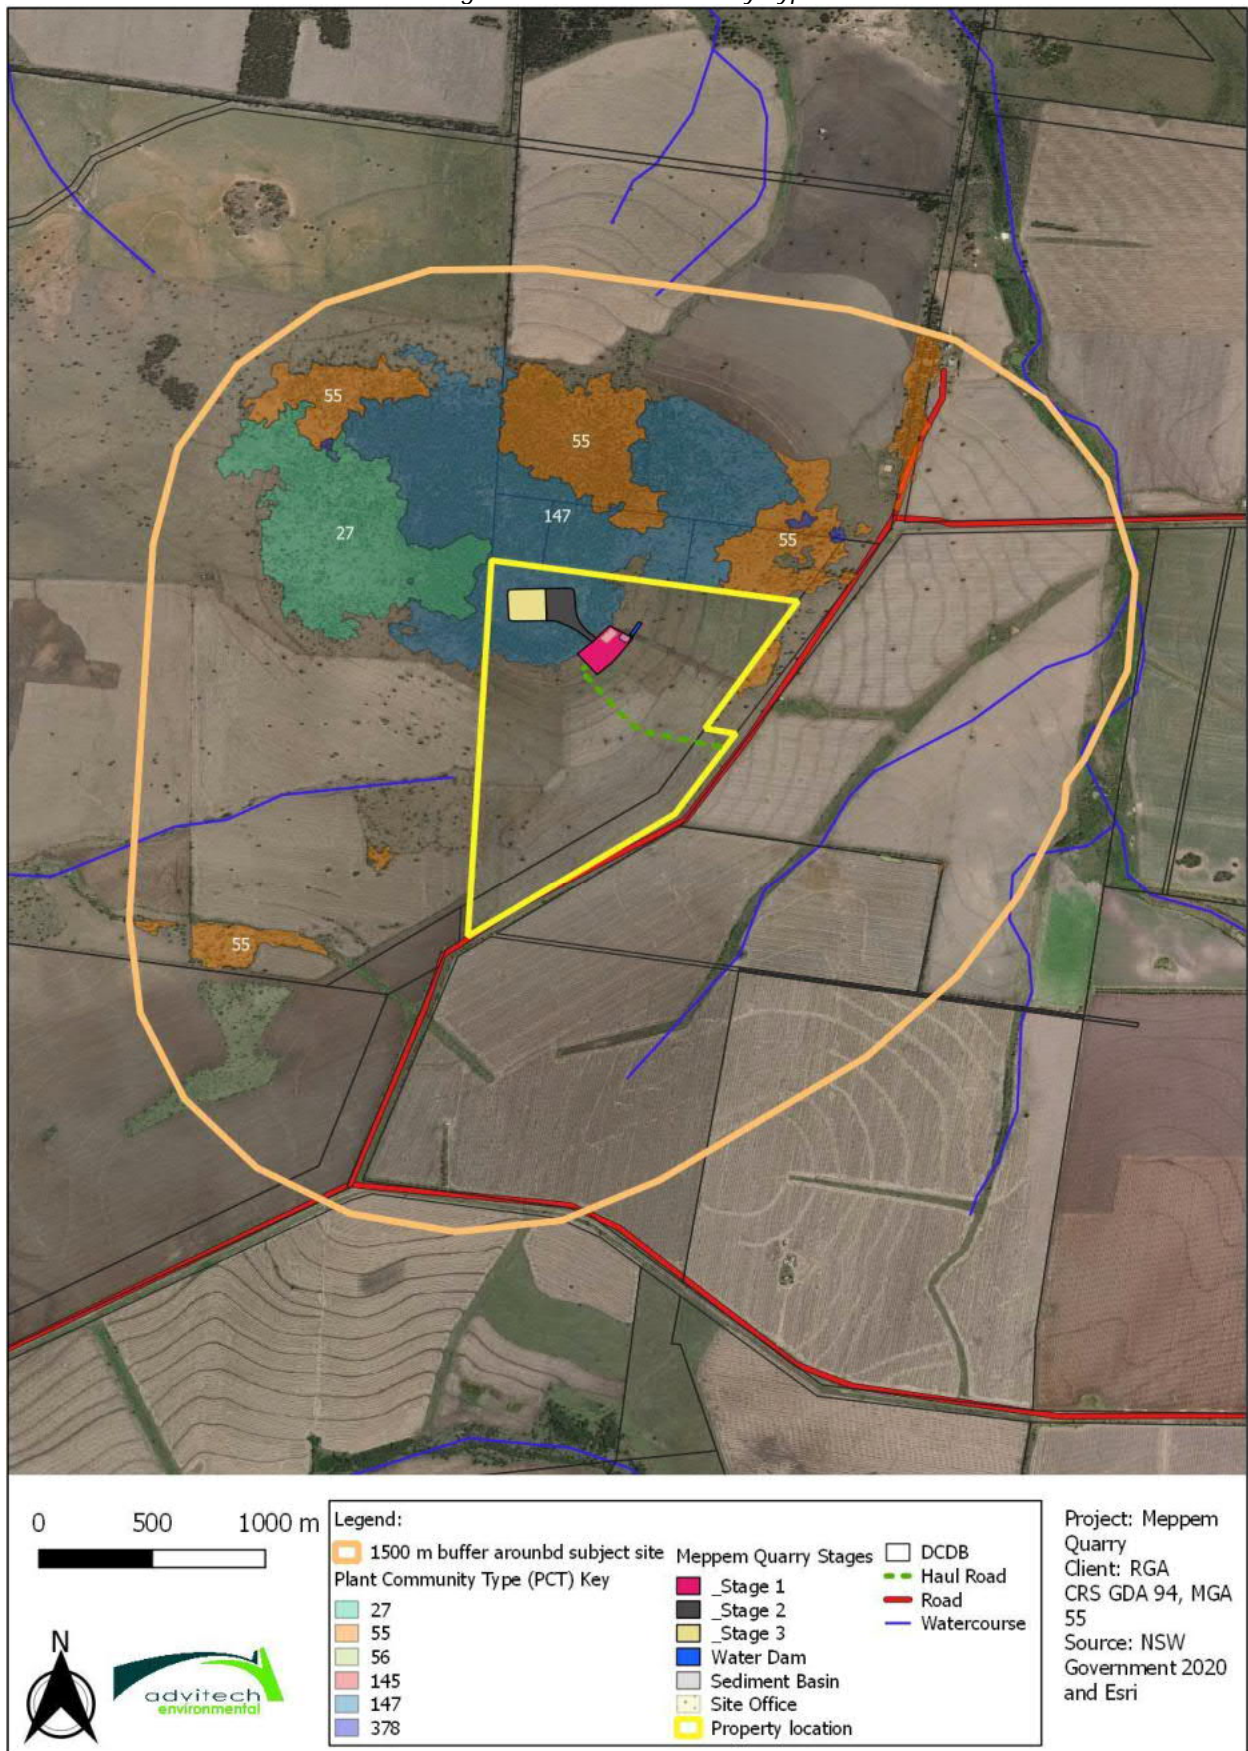 55
55
147
27
55
55
0 500 1000 m
N
advitech
environmental
Legend:
1500 m buffer arounbd subject site
Plant Community Type (PCT) Key
27
55
56
145
147
378
Meppem Quarry Stages
_Stage 1
_Stage 2
_Stage 3
Water Dam
Sediment Basin
Site Office
Property location
DCDB
Haul Road
Road
Watercourse
Project: Meppem
Quarry
Client: RGA
CRS GDA 94, MGA
55
Source: NSW
Government 2020
and Esri